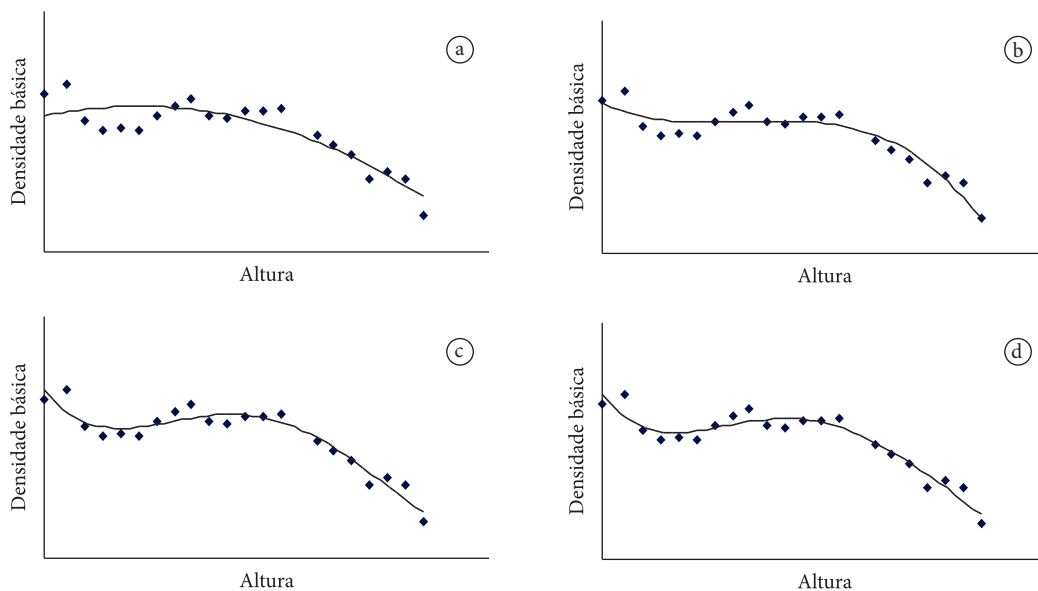 a
Densidade básica
Altura
b
Densidade básica
Altura
c
Densidade básica
Altura
d
Densidade básica
Altura